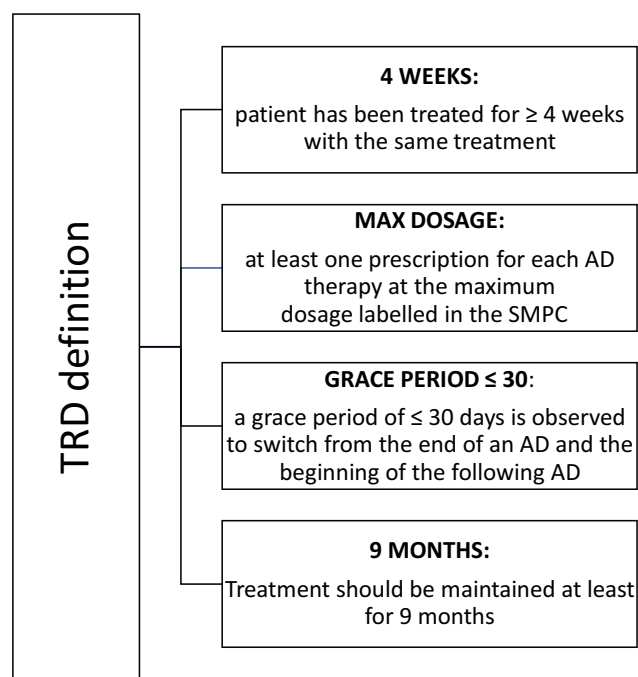 TRD definition
4 WEEKS:
patient has been treated for ≥ 4 weeks
with the same treatment
MAX DOSAGE:
at least one prescription for each AD
therapy at the maximum
dosage labelled in the SMPC
GRACE PERIOD ≤ 30:
a grace period of ≤ 30 days is observed
to switch from the end of an AD and the
beginning of the following AD
9 MONTHS:
Treatment should be maintained at least
for 9 months